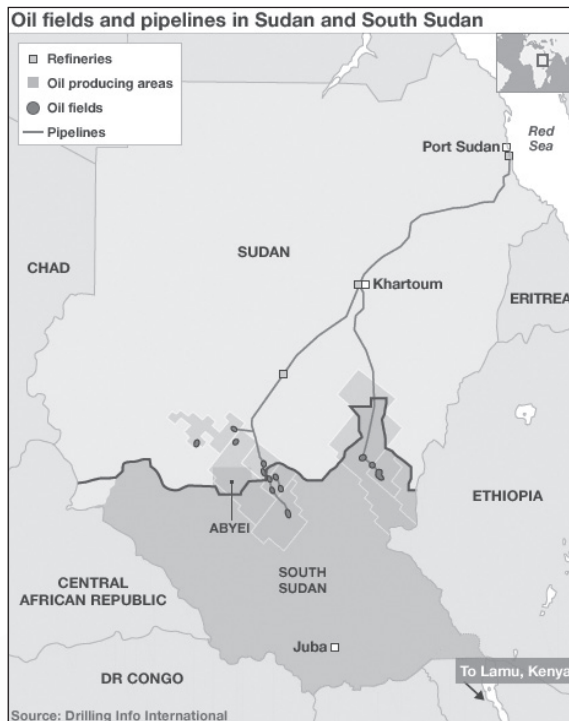 Oil fields and pipelines in Sudan and South Sudan
Refineries
Oil producing areas
Oil fields
Pipelines
Port Sudan
Red
Sea
SUDAN
CHAD
Khartoum
ERITREA
ETHIOPIA
ABYEI
CENTRAL
AFRICAN REPUBLIC
SOUTH
SUDAN
Juba
To Lamu, Kenya
DR CONGO
Source: Drilling Info International